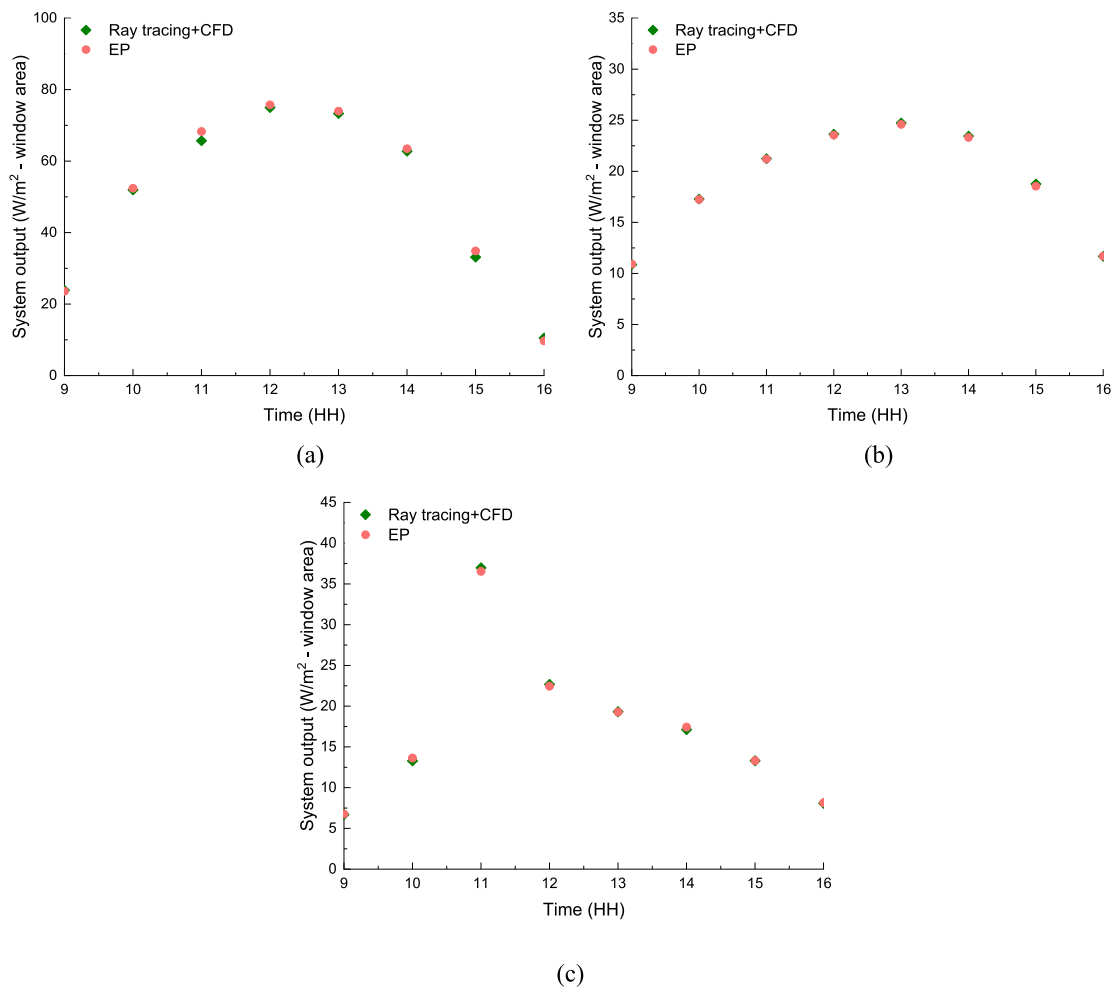 Ray tracing+CFD
EP
System output (W/m² - window area)
100
80
60
40
20
0
9 10 11 12 13 14 15 16
Time (HH)
(a)
Ray tracing+CFD
EP
System output (W/m² - window area)
35
30
25
20
15
10
5
0
9 10 11 12 13 14 15 16
Time (HH)
(b)
Ray tracing+CFD
EP
System output (W/m² - window area)
45
40
35
30
25
20
15
10
5
0
9 10 11 12 13 14 15 16
Time (HH)
(c)